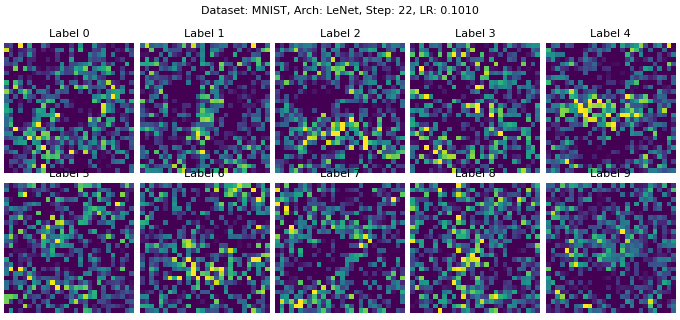 Dataset: MNIST, Arch: LeNet, Step: 22, LR: 0.1010
Label 0 Label 1 Label 2 Label 3 Label 4
Label 5 Label 6 Label 7 Label 8 Label 9